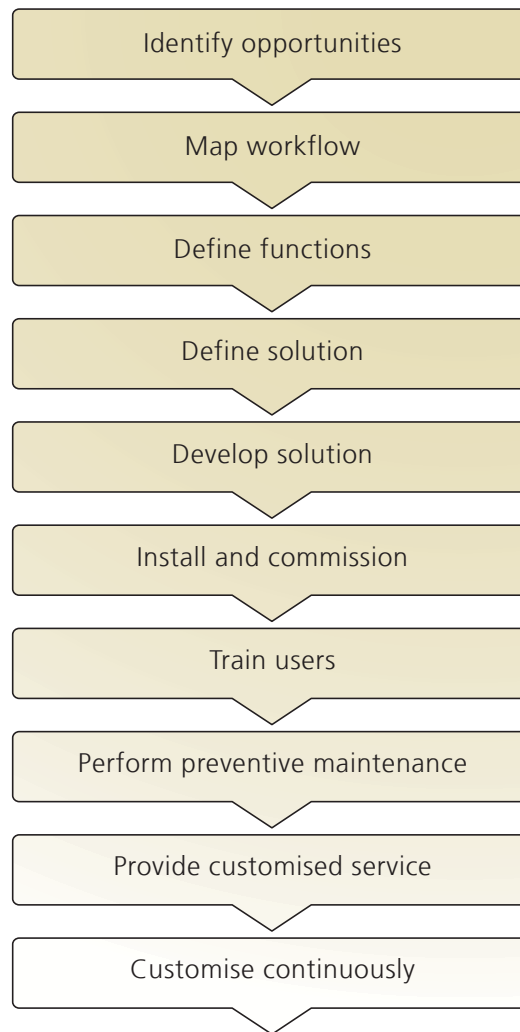 Identify opportunities
Map workflow
Define functions
Define solution
Develop solution
Install and commission
Train users
Perform preventive maintenance
Provide customised service
Customise continuously